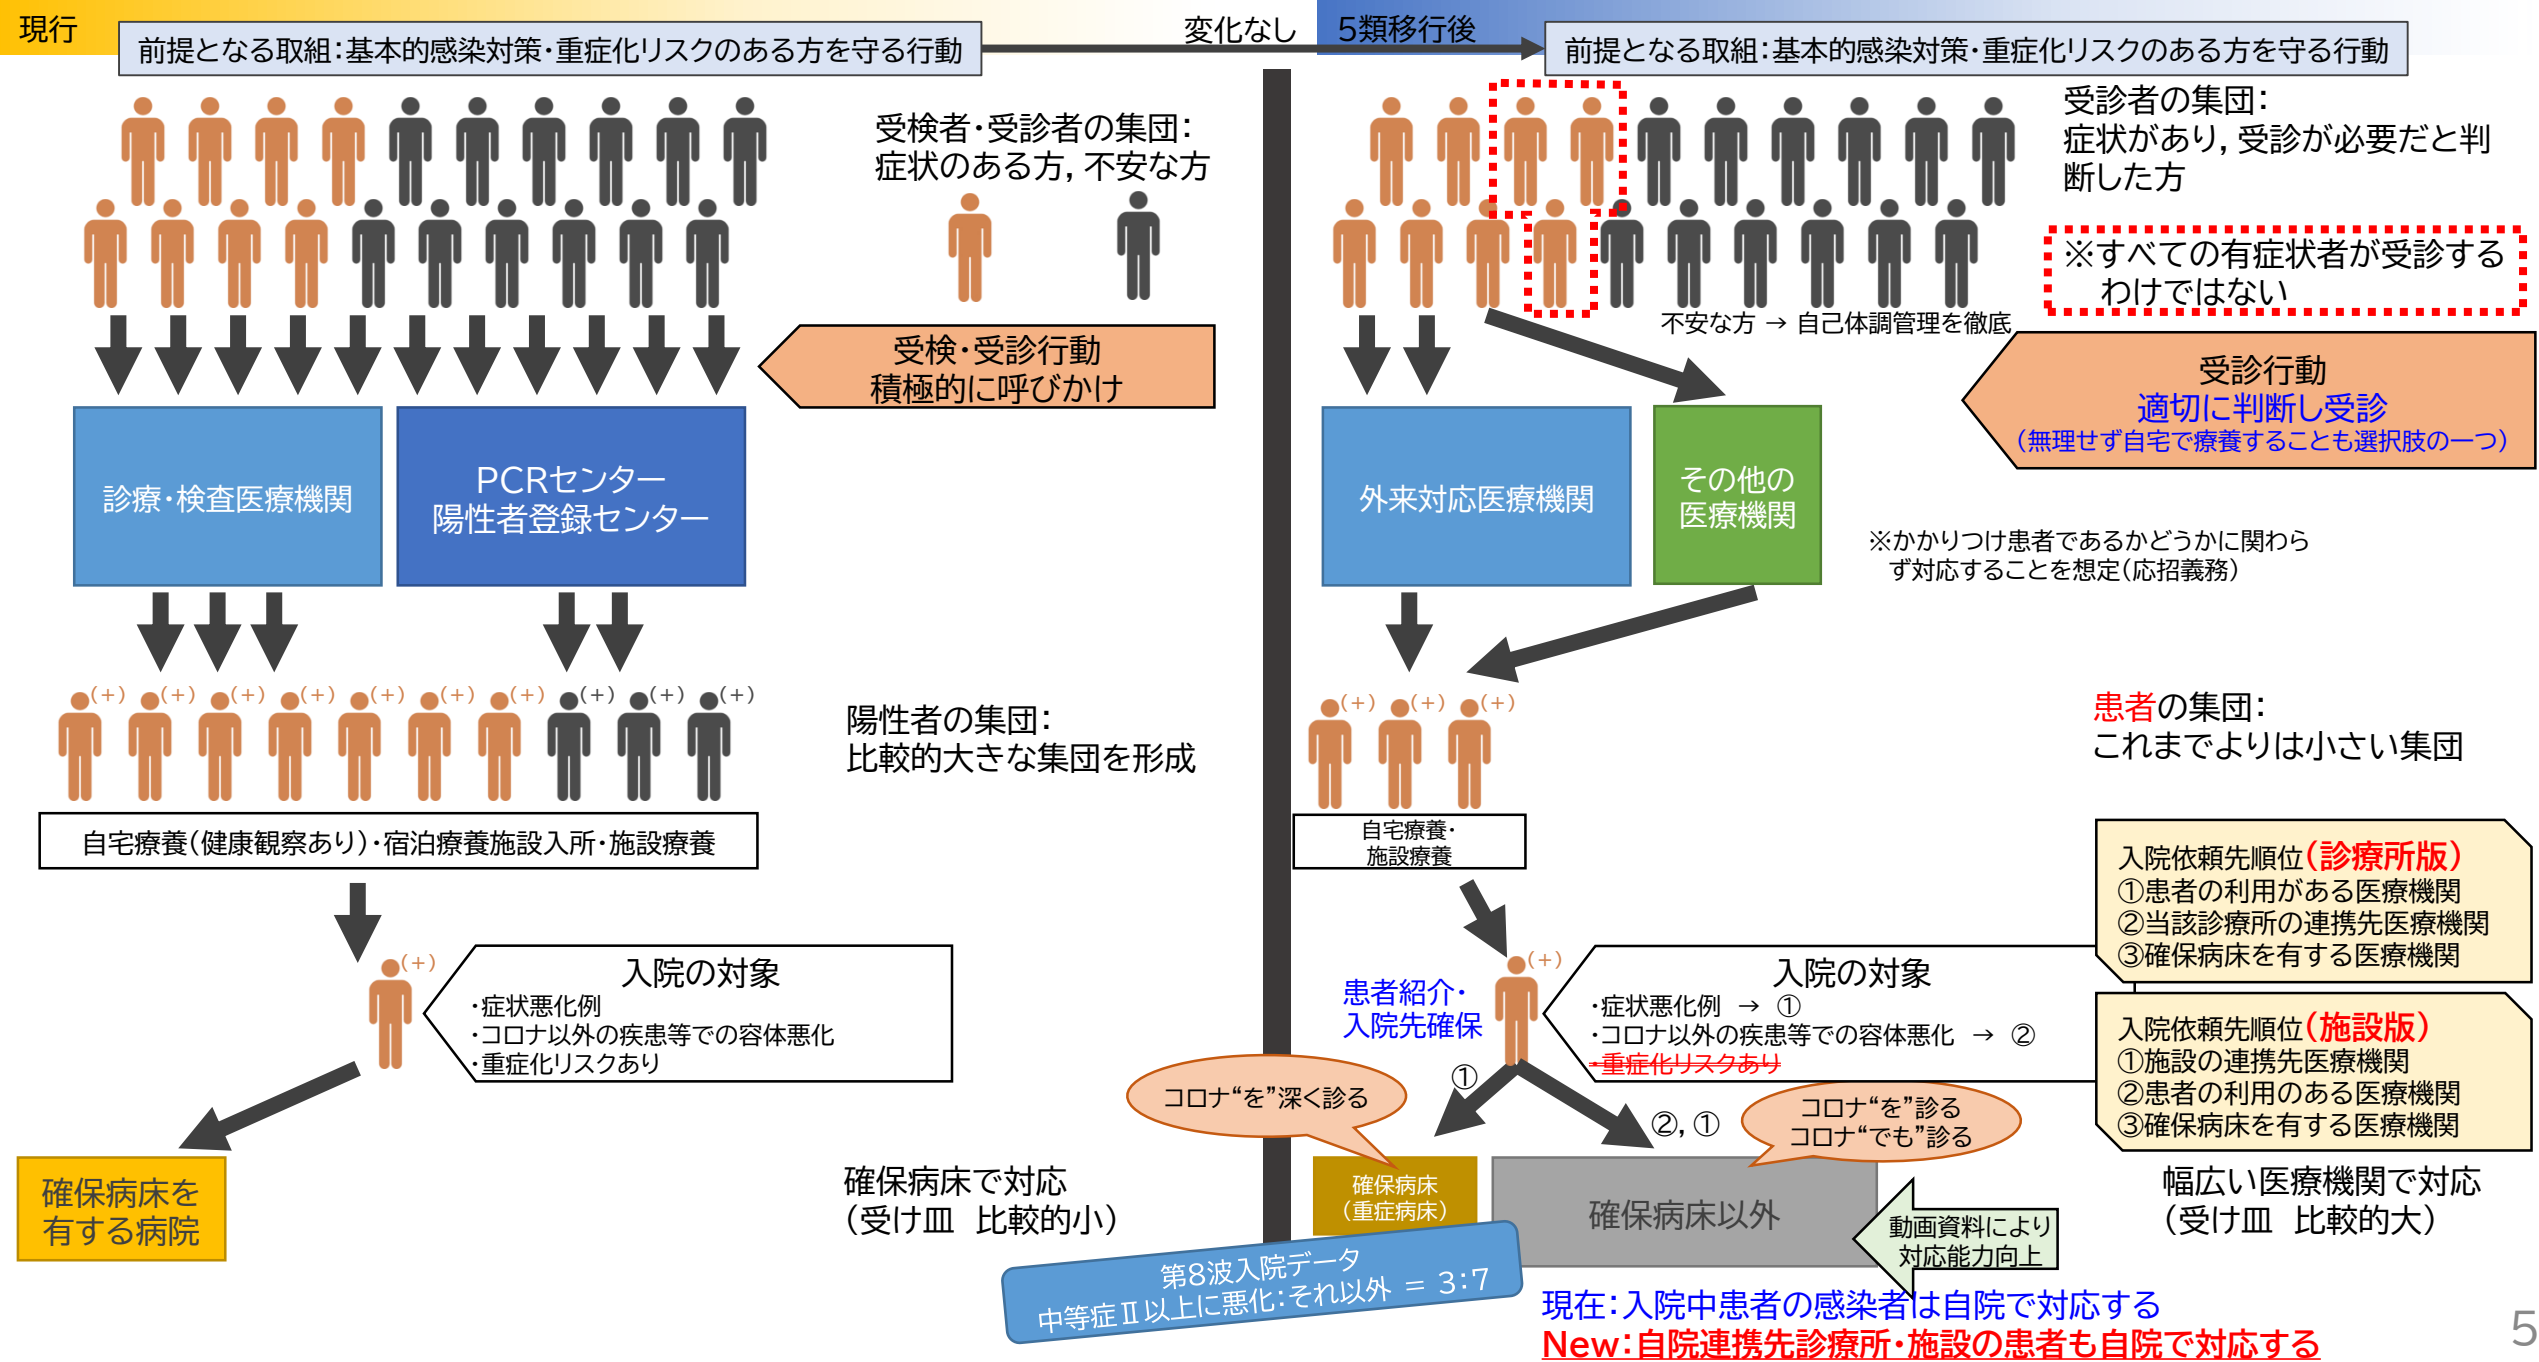 現行
前提となる取組：基本的感染対策・重症化リスクのある方を守る行動
変化なし
受検者・受診者の集団：
症状のある方，不安な方
受検・受診行動
積極的に呼びかけ
診療・検査医療機関
PCRセンター
陽性者登録センター
(+) (+) (+) (+) (+) (+) (+) (+) (+) (+)
陽性者の集団：
比較的大きな集団を形成
自宅療養（健康観察あり）・宿泊療養施設入所・施設療養
(+)
入院の対象
・症状悪化例
・コロナ以外の疾患等での容体悪化
・重症化リスクあり
確保病床を
有する病院
確保病床で対応
（受け皿　比較的小）
5類移行後
前提となる取組：基本的感染対策・重症化リスクのある方を守る行動
受診者の集団：
症状があり，受診が必要だと判
断した方
※すべての有症状者が受診する
わけではない
不安な方 → 自己体調管理を徹底
受診行動
適切に判断し受診
（無理せず自宅で療養することも選択肢の一つ）
外来対応医療機関
その他の
医療機関
※かかりつけ患者であるかどうかに関わら
ず対応することを想定（応招義務）
(+) (+) (+)
患者の集団：
これまでよりは小さい集団
自宅療養・
施設療養
(+)
患者紹介・
入院先確保
入院の対象
・症状悪化例 → ①
・コロナ以外の疾患等での容体悪化 → ②
・重症化リスクあり
入院依頼先順位（診療所版）
①患者の利用がある医療機関
②当該診療所の連携先医療機関
③確保病床を有する医療機関
入院依頼先順位（施設版）
①施設の連携先医療機関
②患者の利用のある医療機関
③確保病床を有する医療機関
①
②，①
コロナ“を”深く診る
コロナ“を”診る
コロナ“でも”診る
確保病床
（重症病床）
確保病床以外
動画資料により
対応能力向上
幅広い医療機関で対応
（受け皿　比較的大）
第8波入院データ
中等症Ⅱ以上に悪化：それ以外 ＝ 3：7
現在：入院中患者の感染者は自院で対応する
New：自院連携先診療所・施設の患者も自院で対応する
5